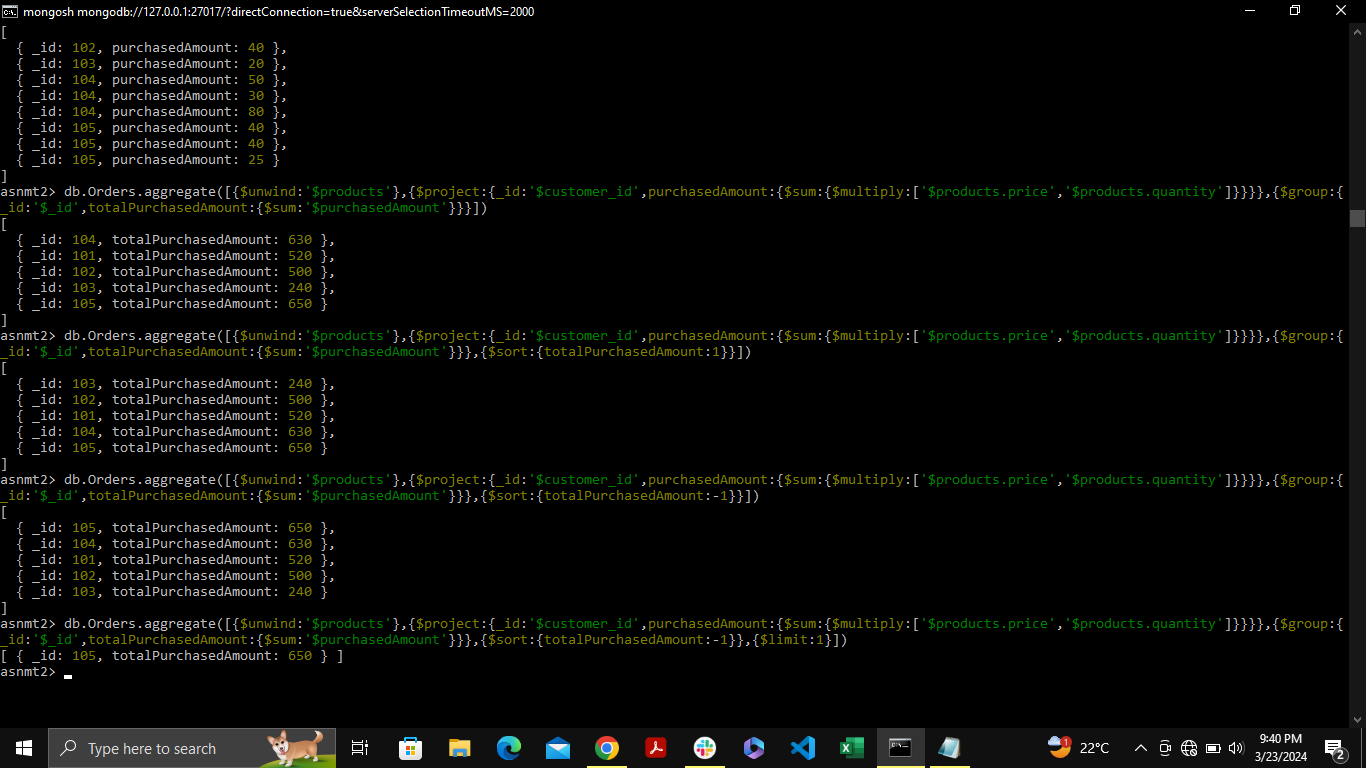 mongosh mongodb://127.0.0.1:27017/?directConnection=true&serverSelectionTimeoutMS=2000
[
  { _id: 102, purchasedAmount: 40 },
  { _id: 103, purchasedAmount: 20 },
  { _id: 104, purchasedAmount: 50 },
  { _id: 104, purchasedAmount: 30 },
  { _id: 104, purchasedAmount: 80 },
  { _id: 105, purchasedAmount: 40 },
  { _id: 105, purchasedAmount: 40 },
  { _id: 105, purchasedAmount: 25 }
]
asnmt2> db.Orders.aggregate([{$unwind:'$products'},{$project:{_id:'$customer_id',purchasedAmount:{$sum:{$multiply:['$products.price','$products.quantity']}}}},{$group:{
_id:'$_id',totalPurchasedAmount:{$sum:'$purchasedAmount'}}}])
[
  { _id: 104, totalPurchasedAmount: 630 },
  { _id: 101, totalPurchasedAmount: 520 },
  { _id: 102, totalPurchasedAmount: 500 },
  { _id: 103, totalPurchasedAmount: 240 },
  { _id: 105, totalPurchasedAmount: 650 }
]
asnmt2> db.Orders.aggregate([{$unwind:'$products'},{$project:{_id:'$customer_id',purchasedAmount:{$sum:{$multiply:['$products.price','$products.quantity']}}}},{$group:{
_id:'$_id',totalPurchasedAmount:{$sum:'$purchasedAmount'}}},{$sort:{totalPurchasedAmount:1}}])
[
  { _id: 103, totalPurchasedAmount: 240 },
  { _id: 102, totalPurchasedAmount: 500 },
  { _id: 101, totalPurchasedAmount: 520 },
  { _id: 104, totalPurchasedAmount: 630 },
  { _id: 105, totalPurchasedAmount: 650 }
]
asnmt2> db.Orders.aggregate([{$unwind:'$products'},{$project:{_id:'$customer_id',purchasedAmount:{$sum:{$multiply:['$products.price','$products.quantity']}}}},{$group:{
_id:'$_id',totalPurchasedAmount:{$sum:'$purchasedAmount'}}},{$sort:{totalPurchasedAmount:-1}}])
[
  { _id: 105, totalPurchasedAmount: 650 },
  { _id: 104, totalPurchasedAmount: 630 },
  { _id: 101, totalPurchasedAmount: 520 },
  { _id: 102, totalPurchasedAmount: 500 },
  { _id: 103, totalPurchasedAmount: 240 }
]
asnmt2> db.Orders.aggregate([{$unwind:'$products'},{$project:{_id:'$customer_id',purchasedAmount:{$sum:{$multiply:['$products.price','$products.quantity']}}}},{$group:{
_id:'$_id',totalPurchasedAmount:{$sum:'$purchasedAmount'}}},{$sort:{totalPurchasedAmount:-1}},{$limit:1}])
[ { _id: 105, totalPurchasedAmount: 650 } ]
asnmt2>
Type here to search
1
22°C
9:40 PM
3/23/2024
2